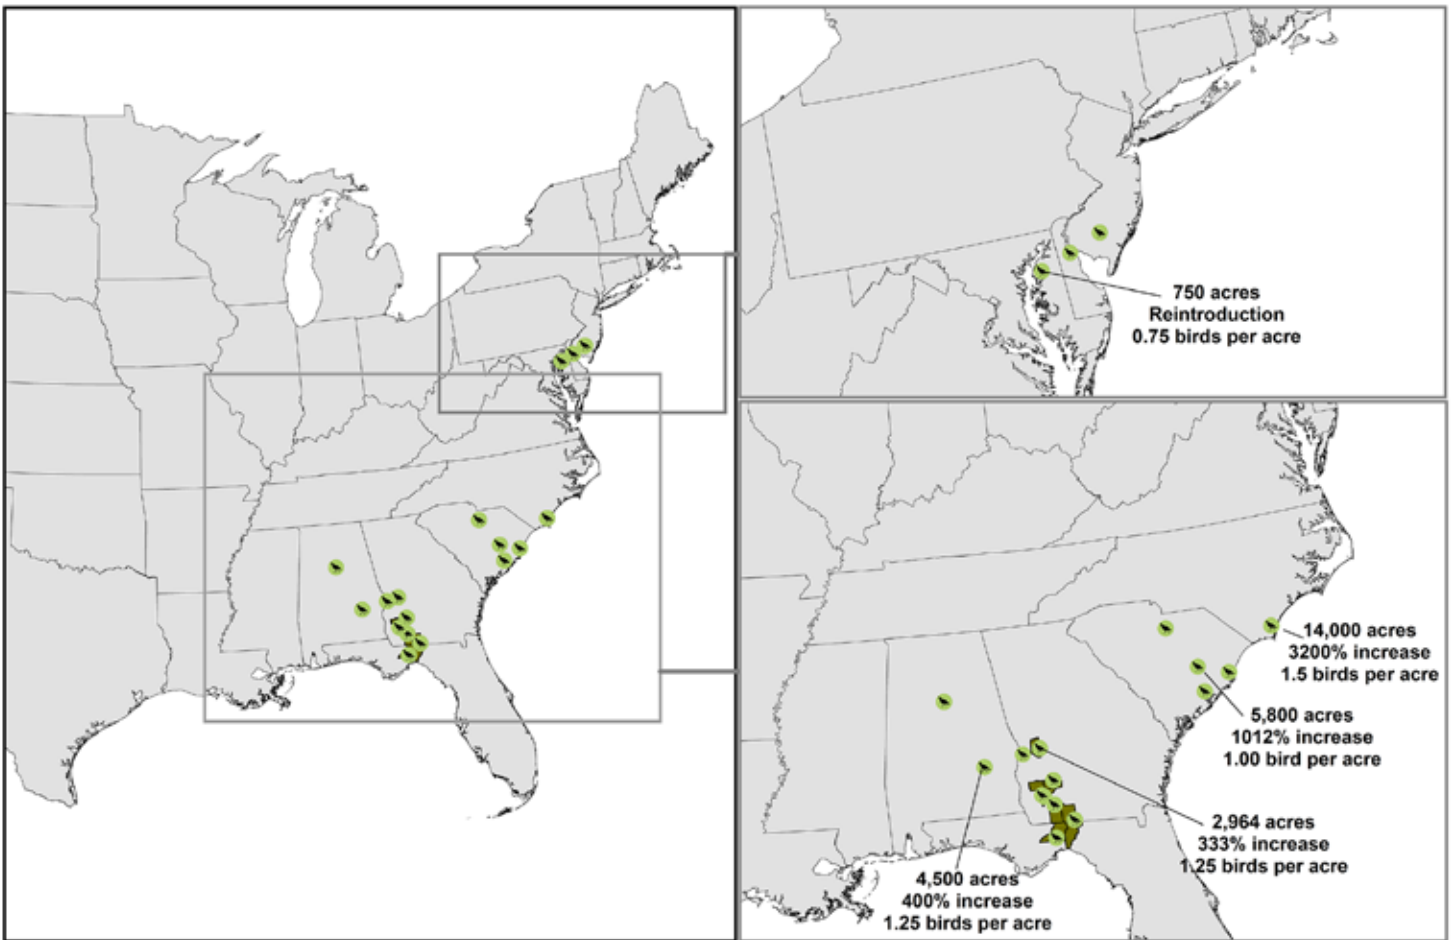 750 acres
Reintroduction
0.75 birds per acre
14,000 acres
3200% increase
1.5 birds per acre
5,800 acres
1012% increase
1.00 bird per acre
2,964 acres
333% increase
1.25 birds per acre
4,500 acres
400% increase
1.25 birds per acre